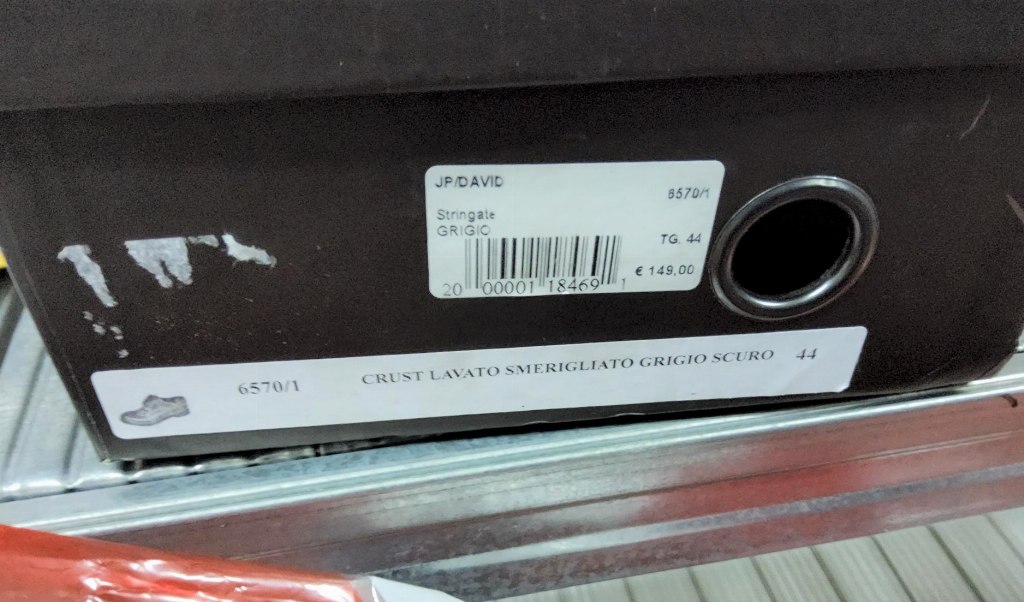 JP/DAVID
6570/1
Stringate
GRIGIO
TG. 44
€ 149,00
20 00001 18469 1
6570/1 CRUST LAVATO SMERIGLIATO GRIGIO SCURO 44